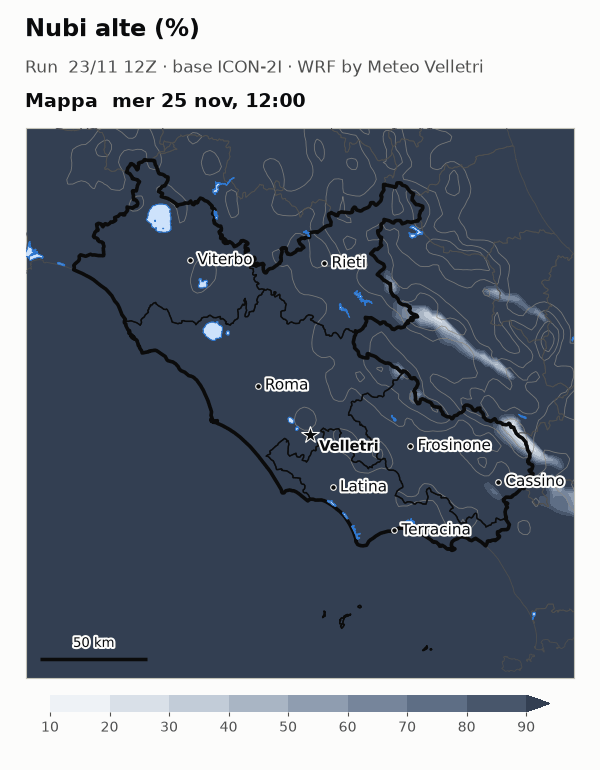 Nubi alte (%)
Run  23/11 12Z · base ICON-2I · WRF by Meteo Velletri
Mappa  mer 25 nov, 12:00
Viterbo
Rieti
Roma
Velletri
Frosinone
Latina
Cassino
Terracina
50 km
10 20 30 40 50 60 70 80 90